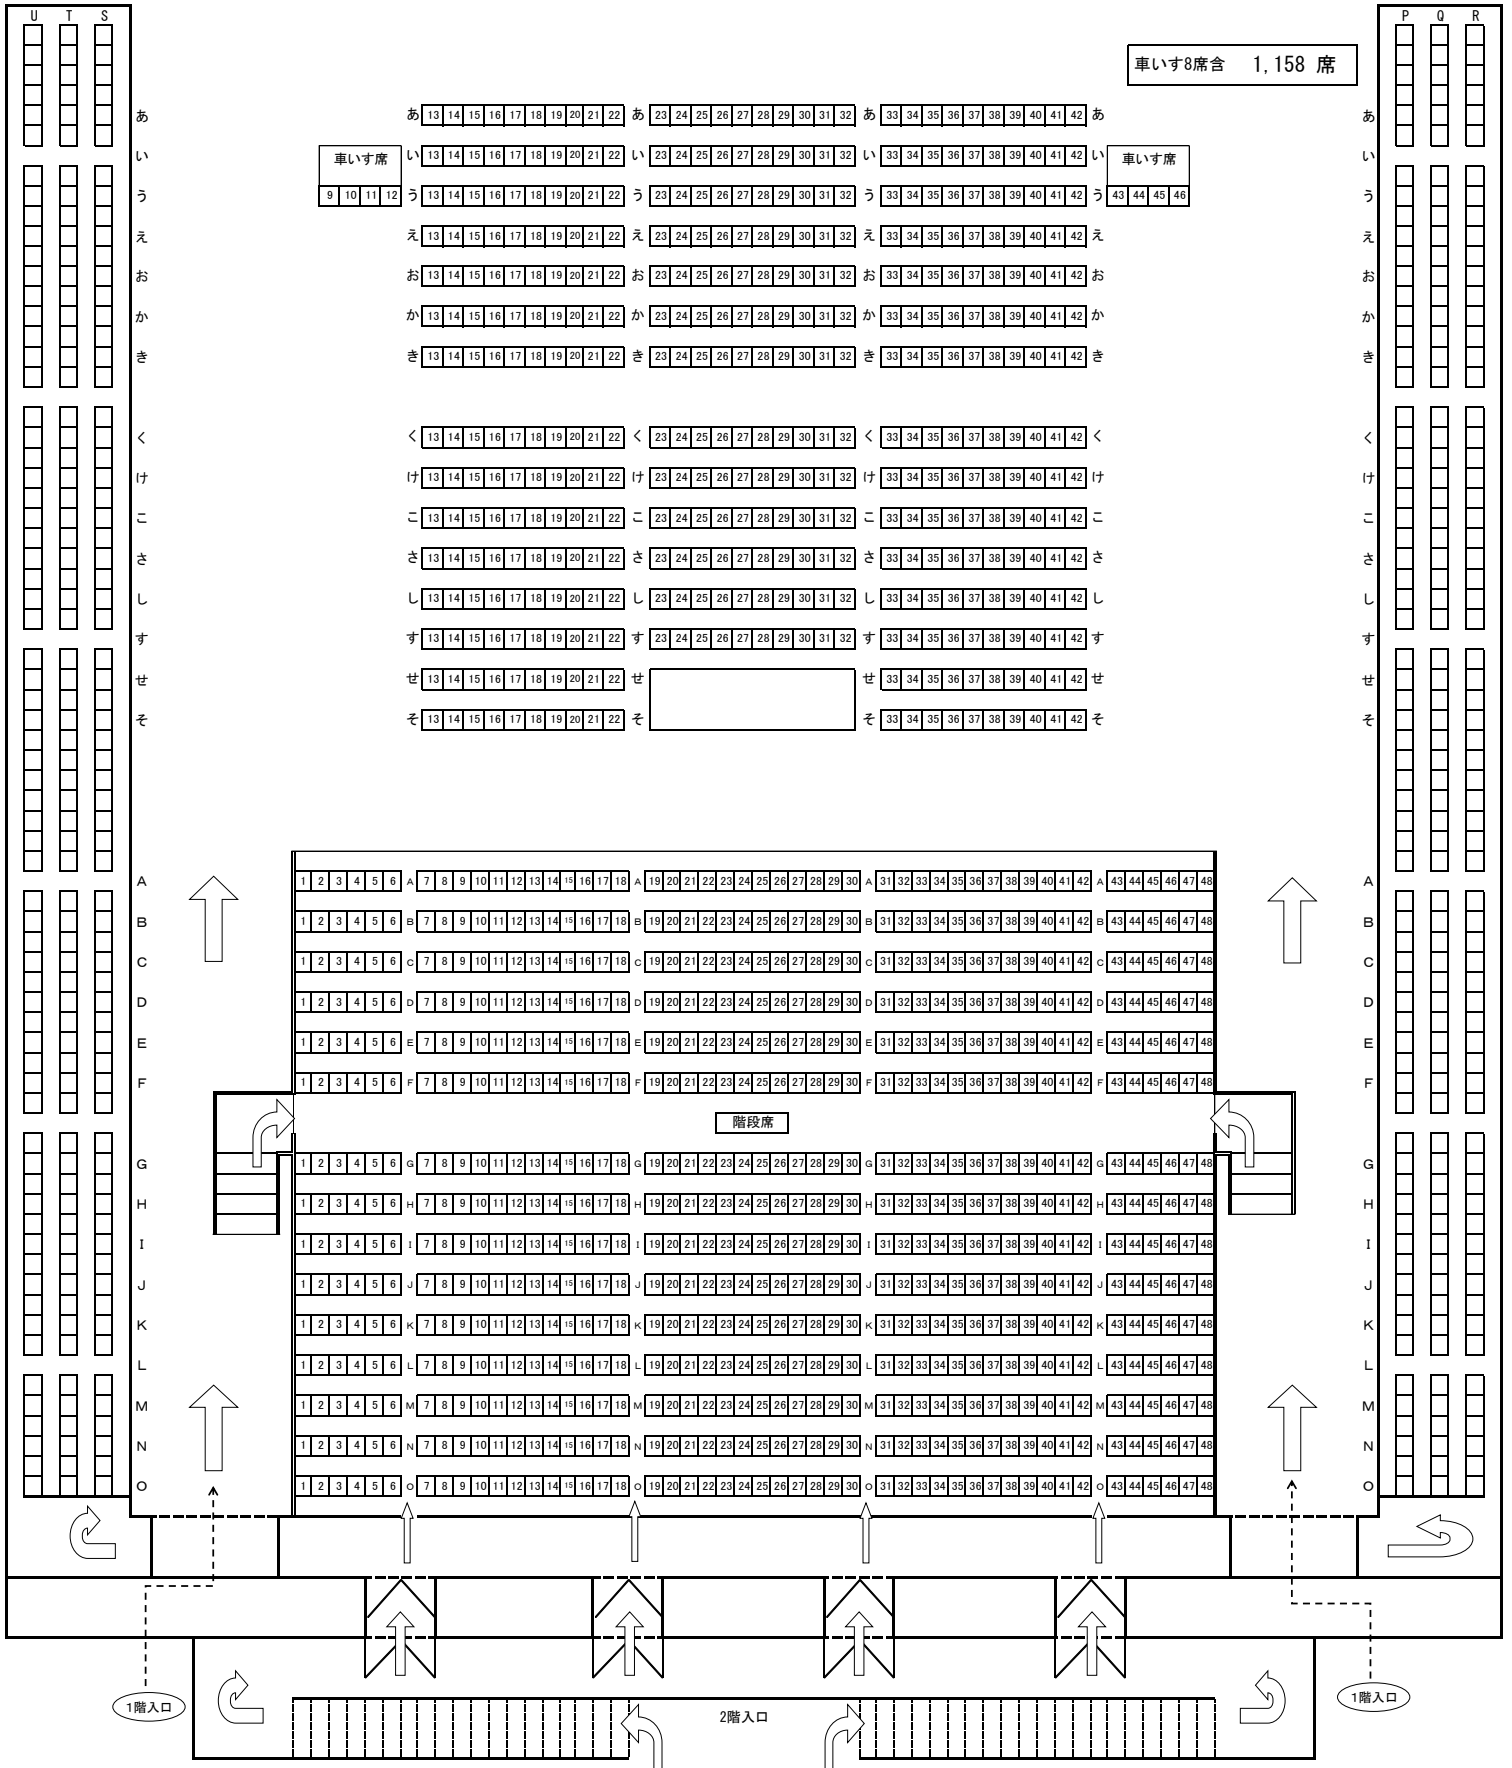 U T S P Q R
車いす8席含 1,158 席
あ あ 13 14 15 16 17 18 19 20 21 22 あ 23 24 25 26 27 28 29 30 31 32 あ 33 34 35 36 37 38 39 40 41 42 あ あ
い 車いす席 い 13 14 15 16 17 18 19 20 21 22 い 23 24 25 26 27 28 29 30 31 32 い 33 34 35 36 37 38 39 40 41 42 い 車いす席 い
う 9 10 11 12 う 13 14 15 16 17 18 19 20 21 22 う 23 24 25 26 27 28 29 30 31 32 う 33 34 35 36 37 38 39 40 41 42 う 43 44 45 46 う
え え 13 14 15 16 17 18 19 20 21 22 え 23 24 25 26 27 28 29 30 31 32 え 33 34 35 36 37 38 39 40 41 42 え え
お お 13 14 15 16 17 18 19 20 21 22 お 23 24 25 26 27 28 29 30 31 32 お 33 34 35 36 37 38 39 40 41 42 お お
か か 13 14 15 16 17 18 19 20 21 22 か 23 24 25 26 27 28 29 30 31 32 か 33 34 35 36 37 38 39 40 41 42 か か
き き 13 14 15 16 17 18 19 20 21 22 き 23 24 25 26 27 28 29 30 31 32 き 33 34 35 36 37 38 39 40 41 42 き き
く く 13 14 15 16 17 18 19 20 21 22 く 23 24 25 26 27 28 29 30 31 32 く 33 34 35 36 37 38 39 40 41 42 く く
け け 13 14 15 16 17 18 19 20 21 22 け 23 24 25 26 27 28 29 30 31 32 け 33 34 35 36 37 38 39 40 41 42 け け
こ こ 13 14 15 16 17 18 19 20 21 22 こ 23 24 25 26 27 28 29 30 31 32 こ 33 34 35 36 37 38 39 40 41 42 こ こ
さ さ 13 14 15 16 17 18 19 20 21 22 さ 23 24 25 26 27 28 29 30 31 32 さ 33 34 35 36 37 38 39 40 41 42 さ さ
し し 13 14 15 16 17 18 19 20 21 22 し 23 24 25 26 27 28 29 30 31 32 し 33 34 35 36 37 38 39 40 41 42 し し
す す 13 14 15 16 17 18 19 20 21 22 す 23 24 25 26 27 28 29 30 31 32 す 33 34 35 36 37 38 39 40 41 42 す す
せ せ 13 14 15 16 17 18 19 20 21 22 せ せ 33 34 35 36 37 38 39 40 41 42 せ せ
そ そ 13 14 15 16 17 18 19 20 21 22 そ そ 33 34 35 36 37 38 39 40 41 42 そ そ
A 1 2 3 4 5 6 A 7 8 9 10 11 12 13 14 15 16 17 18 A 19 20 21 22 23 24 25 26 27 28 29 30 A 31 32 33 34 35 36 37 38 39 40 41 42 A 43 44 45 46 47 48 A
B 1 2 3 4 5 6 B 7 8 9 10 11 12 13 14 15 16 17 18 B 19 20 21 22 23 24 25 26 27 28 29 30 B 31 32 33 34 35 36 37 38 39 40 41 42 B 43 44 45 46 47 48 B
C 1 2 3 4 5 6 C 7 8 9 10 11 12 13 14 15 16 17 18 C 19 20 21 22 23 24 25 26 27 28 29 30 C 31 32 33 34 35 36 37 38 39 40 41 42 C 43 44 45 46 47 48 C
D 1 2 3 4 5 6 D 7 8 9 10 11 12 13 14 15 16 17 18 D 19 20 21 22 23 24 25 26 27 28 29 30 D 31 32 33 34 35 36 37 38 39 40 41 42 D 43 44 45 46 47 48 D
E 1 2 3 4 5 6 E 7 8 9 10 11 12 13 14 15 16 17 18 E 19 20 21 22 23 24 25 26 27 28 29 30 E 31 32 33 34 35 36 37 38 39 40 41 42 E 43 44 45 46 47 48 E
F 1 2 3 4 5 6 F 7 8 9 10 11 12 13 14 15 16 17 18 F 19 20 21 22 23 24 25 26 27 28 29 30 F 31 32 33 34 35 36 37 38 39 40 41 42 F 43 44 45 46 47 48 F
階段席
G 1 2 3 4 5 6 G 7 8 9 10 11 12 13 14 15 16 17 18 G 19 20 21 22 23 24 25 26 27 28 29 30 G 31 32 33 34 35 36 37 38 39 40 41 42 G 43 44 45 46 47 48 G
H 1 2 3 4 5 6 H 7 8 9 10 11 12 13 14 15 16 17 18 H 19 20 21 22 23 24 25 26 27 28 29 30 H 31 32 33 34 35 36 37 38 39 40 41 42 H 43 44 45 46 47 48 H
I 1 2 3 4 5 6 I 7 8 9 10 11 12 13 14 15 16 17 18 I 19 20 21 22 23 24 25 26 27 28 29 30 I 31 32 33 34 35 36 37 38 39 40 41 42 I 43 44 45 46 47 48 I
J 1 2 3 4 5 6 J 7 8 9 10 11 12 13 14 15 16 17 18 J 19 20 21 22 23 24 25 26 27 28 29 30 J 31 32 33 34 35 36 37 38 39 40 41 42 J 43 44 45 46 47 48 J
K 1 2 3 4 5 6 K 7 8 9 10 11 12 13 14 15 16 17 18 K 19 20 21 22 23 24 25 26 27 28 29 30 K 31 32 33 34 35 36 37 38 39 40 41 42 K 43 44 45 46 47 48 K
L 1 2 3 4 5 6 L 7 8 9 10 11 12 13 14 15 16 17 18 L 19 20 21 22 23 24 25 26 27 28 29 30 L 31 32 33 34 35 36 37 38 39 40 41 42 L 43 44 45 46 47 48 L
M 1 2 3 4 5 6 M 7 8 9 10 11 12 13 14 15 16 17 18 M 19 20 21 22 23 24 25 26 27 28 29 30 M 31 32 33 34 35 36 37 38 39 40 41 42 M 43 44 45 46 47 48 M
N 1 2 3 4 5 6 N 7 8 9 10 11 12 13 14 15 16 17 18 N 19 20 21 22 23 24 25 26 27 28 29 30 N 31 32 33 34 35 36 37 38 39 40 41 42 N 43 44 45 46 47 48 N
O 1 2 3 4 5 6 O 7 8 9 10 11 12 13 14 15 16 17 18 O 19 20 21 22 23 24 25 26 27 28 29 30 O 31 32 33 34 35 36 37 38 39 40 41 42 O 43 44 45 46 47 48 O
1階入口 2階入口 1階入口